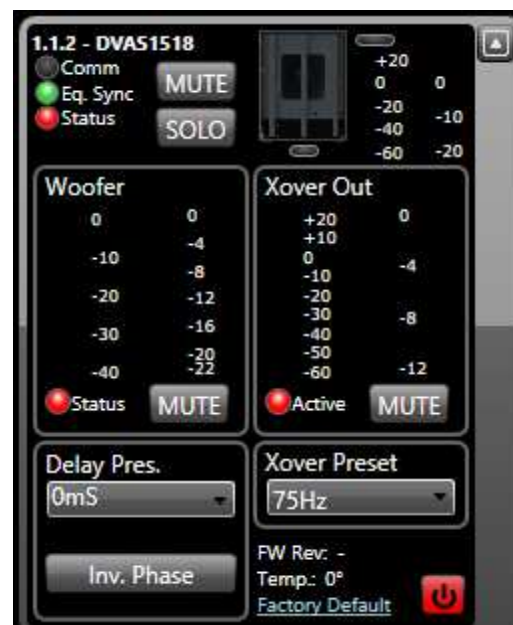 1.1.2 - DVAS1518
Comm
Eq. Sync
Status
MUTE
SOLO
+20
0 0
-20
-10
-40
-60 -20
Woofer
0 0
-4
-10
-8
-20 -12
-30 -16
-20
-40 -22
Status MUTE
Xover Out
+20 0
+10
0
-10 -4
-20
-30 -8
-40
-50
-60 -12
Active MUTE
Delay Pres.
0mS
Inv. Phase
Xover Preset
75Hz
FW Rev: -
Temp.: 0°
Factory Default